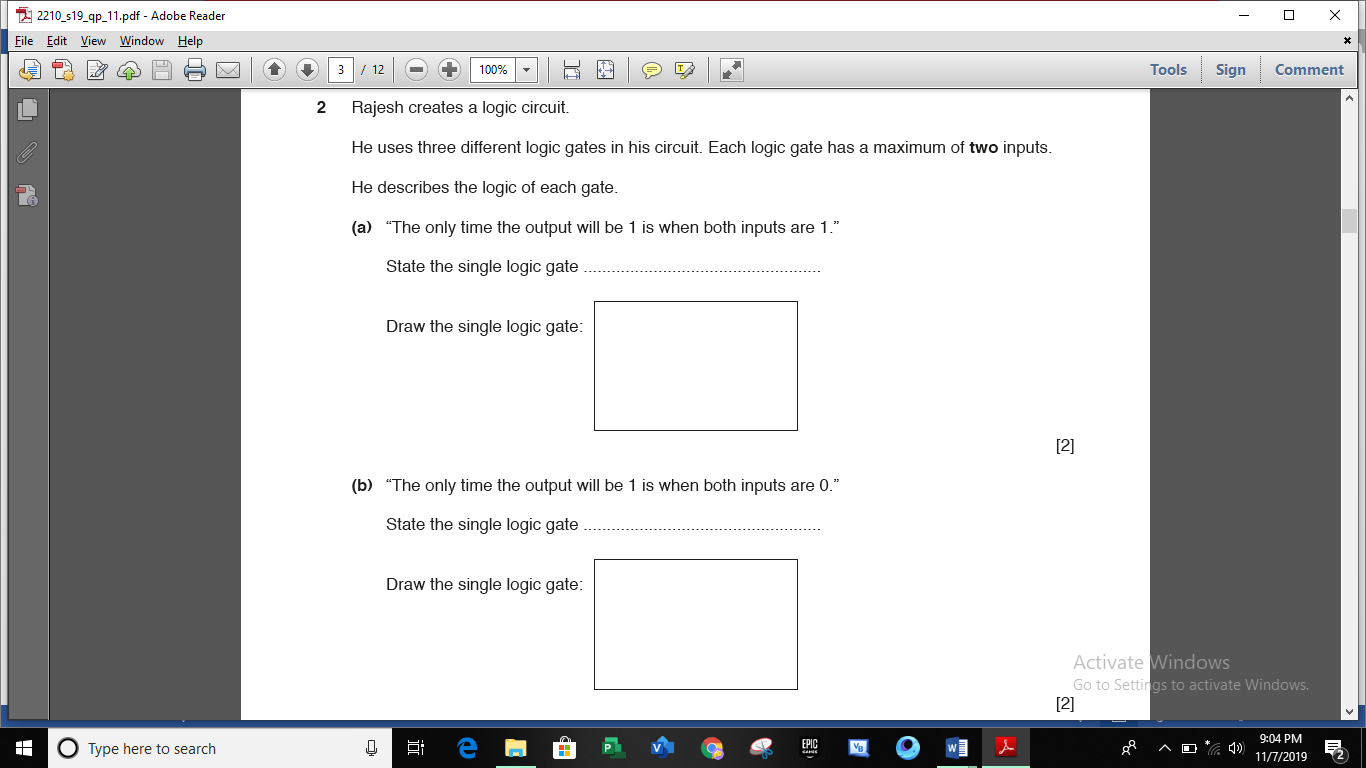 2210_s19_qp_11.pdf - Adobe Reader
File Edit View Window Help
3 / 12 100% Tools Sign Comment
2 Rajesh creates a logic circuit.
He uses three different logic gates in his circuit. Each logic gate has a maximum of two inputs.
He describes the logic of each gate.
(a) “The only time the output will be 1 is when both inputs are 1.”
State the single logic gate ...................................................
Draw the single logic gate:
[2]
(b) “The only time the output will be 1 is when both inputs are 0.”
State the single logic gate ...................................................
Draw the single logic gate:
[2]
Activate Windows
Go to Settings to activate Windows.
Type here to search
9:04 PM
11/7/2019
2